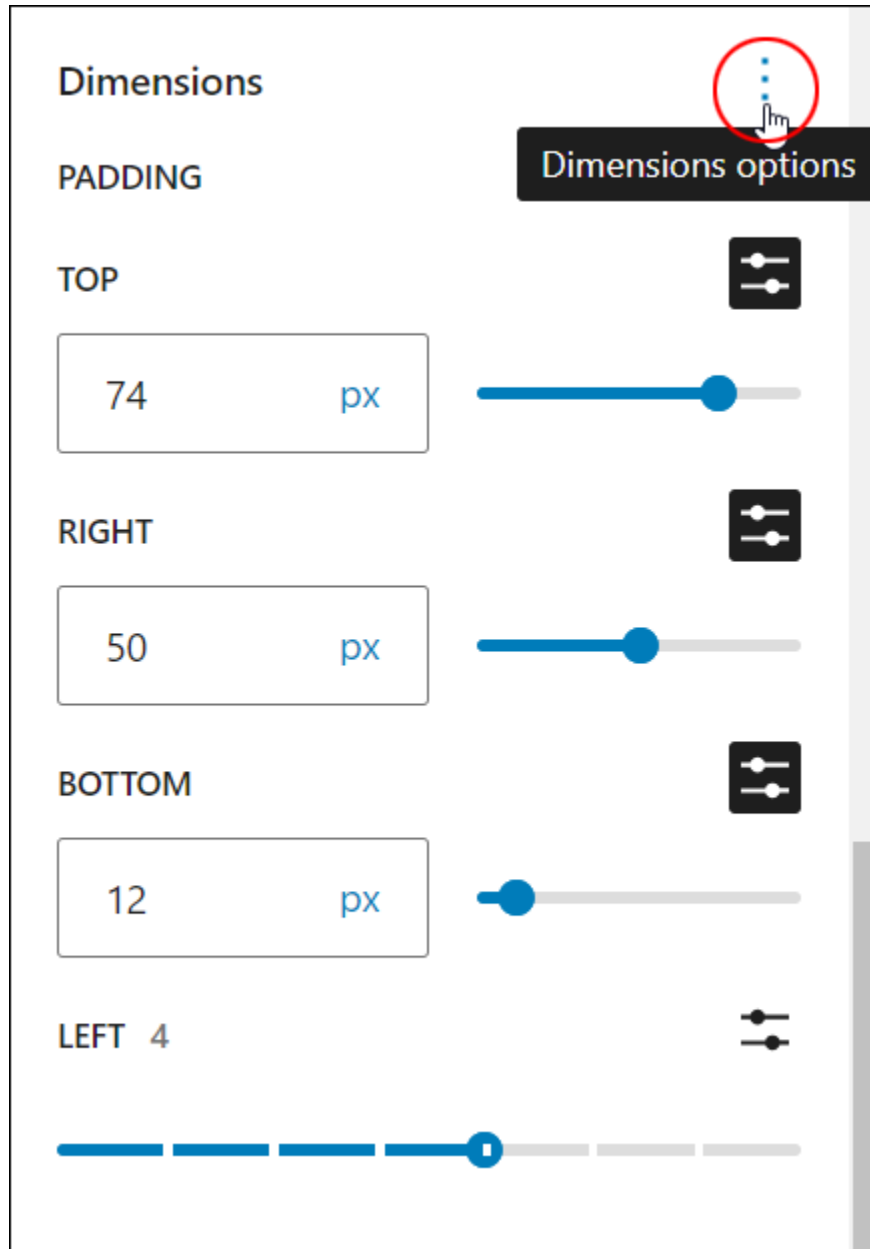 Dimensions
Dimensions options
PADDING
TOP
74 px
RIGHT
50 px
BOTTOM
12 px
LEFT 4